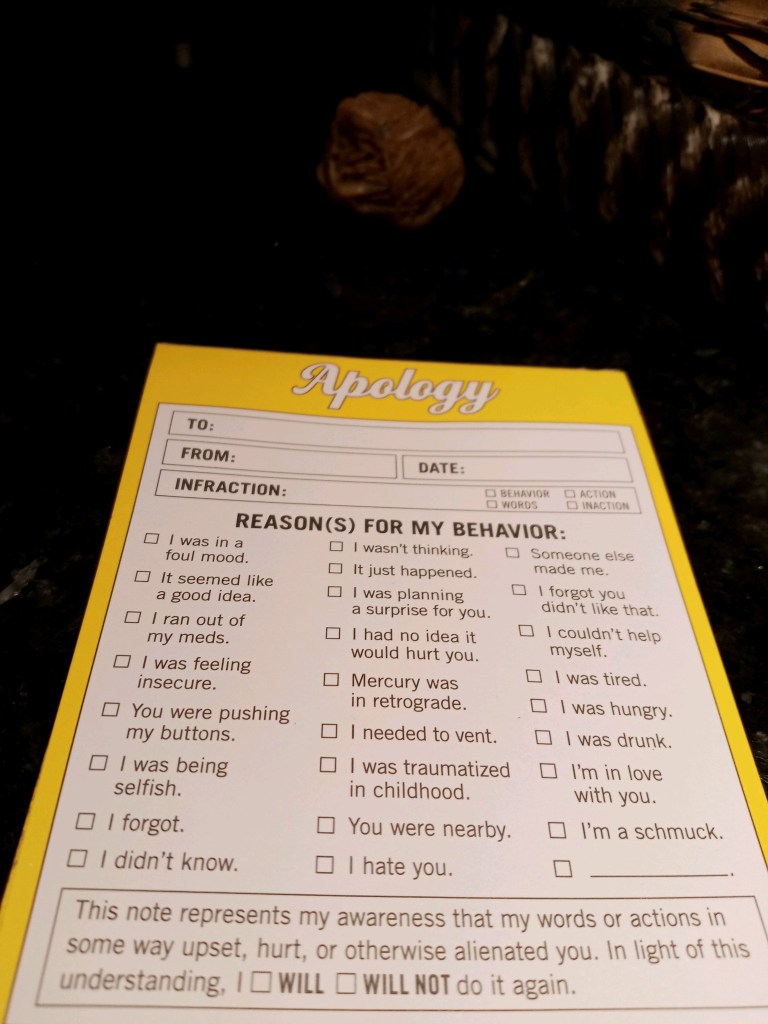 Apology
TO:
FROM:
DATE:
INFRACTION:
☐ BEHAVIOR ☐ ACTION
☐ WORDS ☐ INACTION
REASON(S) FOR MY BEHAVIOR:
☐ I was in a
foul mood.
☐ It seemed like
a good idea.
☐ I ran out of
my meds.
☐ I was feeling
insecure.
☐ You were pushing
my buttons.
☐ I was being
selfish.
☐ I forgot.
☐ I didn't know.
☐ I wasn't thinking.
☐ It just happened.
☐ I was planning
a surprise for you.
☐ I had no idea it
would hurt you.
☐ Mercury was
in retrograde.
☐ I needed to vent.
☐ I was traumatized
in childhood.
☐ You were nearby.
☐ I hate you.
☐ Someone else
made me.
☐ I forgot you
didn't like that.
☐ I couldn't help
myself.
☐ I was tired.
☐ I was hungry.
☐ I was drunk.
☐ I'm in love
with you.
☐ I'm a schmuck.
☐ ____________.
This note represents my awareness that my words or actions in
some way upset, hurt, or otherwise alienated you. In light of this
understanding, I ☐ WILL ☐ WILL NOT do it again.